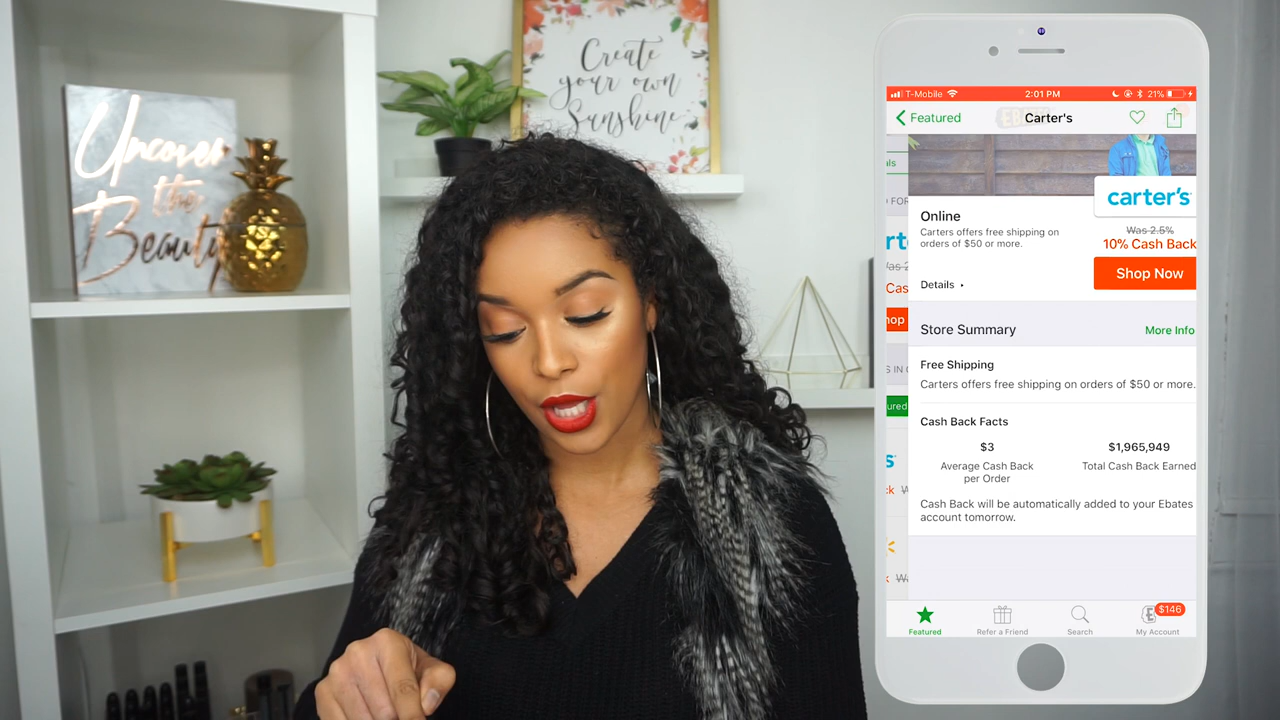 Uncover
the
Beauty
Create
your own
Sunshine
T-Mobile 2:01 PM 21%
Featured Carter's
als
carter's
Online
Carters offers free shipping on
orders of $50 or more.
Was 2.5%
10% Cash Back
Shop Now
Details
Store Summary More Info
Free Shipping
Carters offers free shipping on orders of $50 or more.
Cash Back Facts
$3 $1,965,949
Average Cash Back
per Order
Total Cash Back Earned
Cash Back will be automatically added to your Ebates
account tomorrow.
$146
Featured Refer a Friend Search My Account